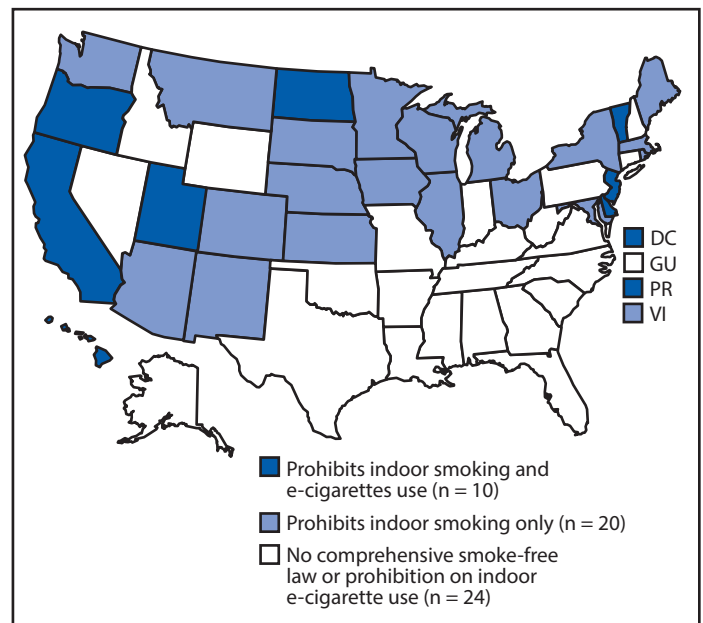 DC
GU
PR
VI
Prohibits indoor smoking and
e-cigarettes use (n = 10)
Prohibits indoor smoking only (n = 20)
No comprehensive smoke-free
law or prohibition on indoor
e-cigarette use (n = 24)